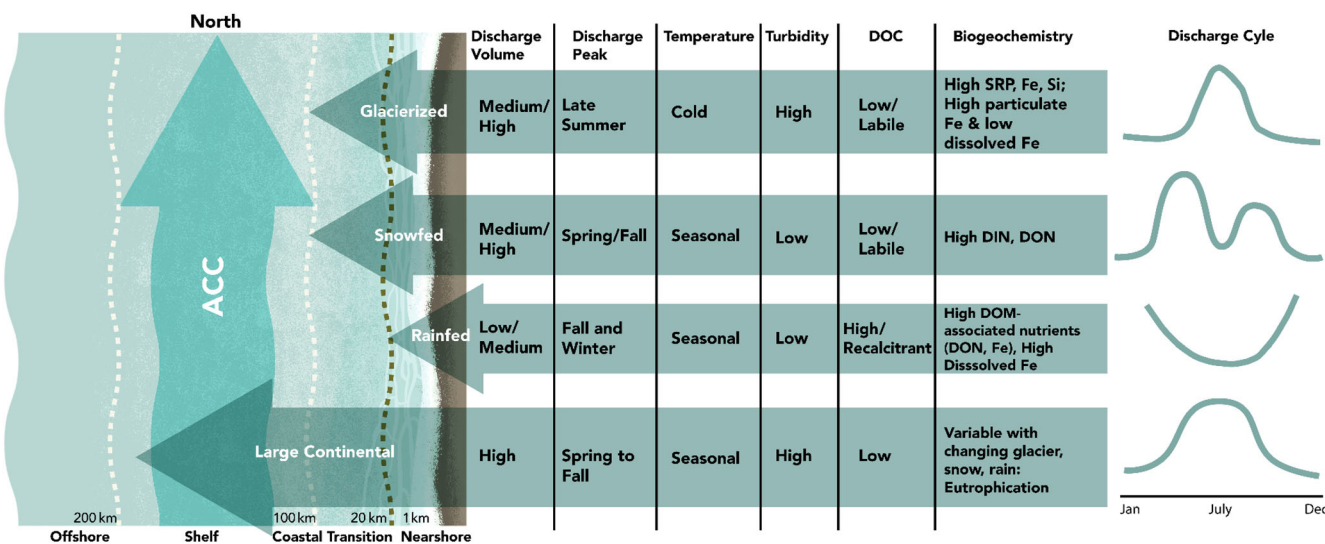 North
Discharge
Volume
Discharge
Peak
Temperature
Turbidity
DOC
Biogeochemistry
Discharge Cyle
Glacierized
Medium/
High
Late
Summer
Cold
High
Low/
Labile
High SRP, Fe, Si;
High particulate
Fe & low
dissolved Fe
Snowfed
Medium/
High
Spring/Fall
Seasonal
Low
Low/
Labile
High DIN, DON
ACC
Rainfed
Low/
Medium
Fall and
Winter
Seasonal
Low
High/
Recalcitrant
High DOM-
associated nutrients
(DON, Fe), High
Disssolved Fe
Large Continental
High
Spring to
Fall
Seasonal
High
Low
Variable with
changing glacier,
snow, rain:
Eutrophication
200 km
100km
20 km
1 km
Jan
July
Dec
Offshore
Shelf
Coastal Transition
Nearshore